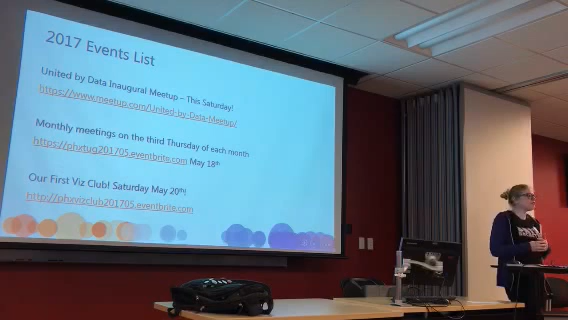 2017 Events List
United by Data Inaugural Meetup – This Saturday!
https://www.meetup.com/United-by-Data-Meetup/
Monthly meetings on the third Thursday of each month
https://phxtug201705.eventbrite.com May 18th
Our First Viz Club! Saturday May 20th!
http://phxvizclub201705.eventbrite.com